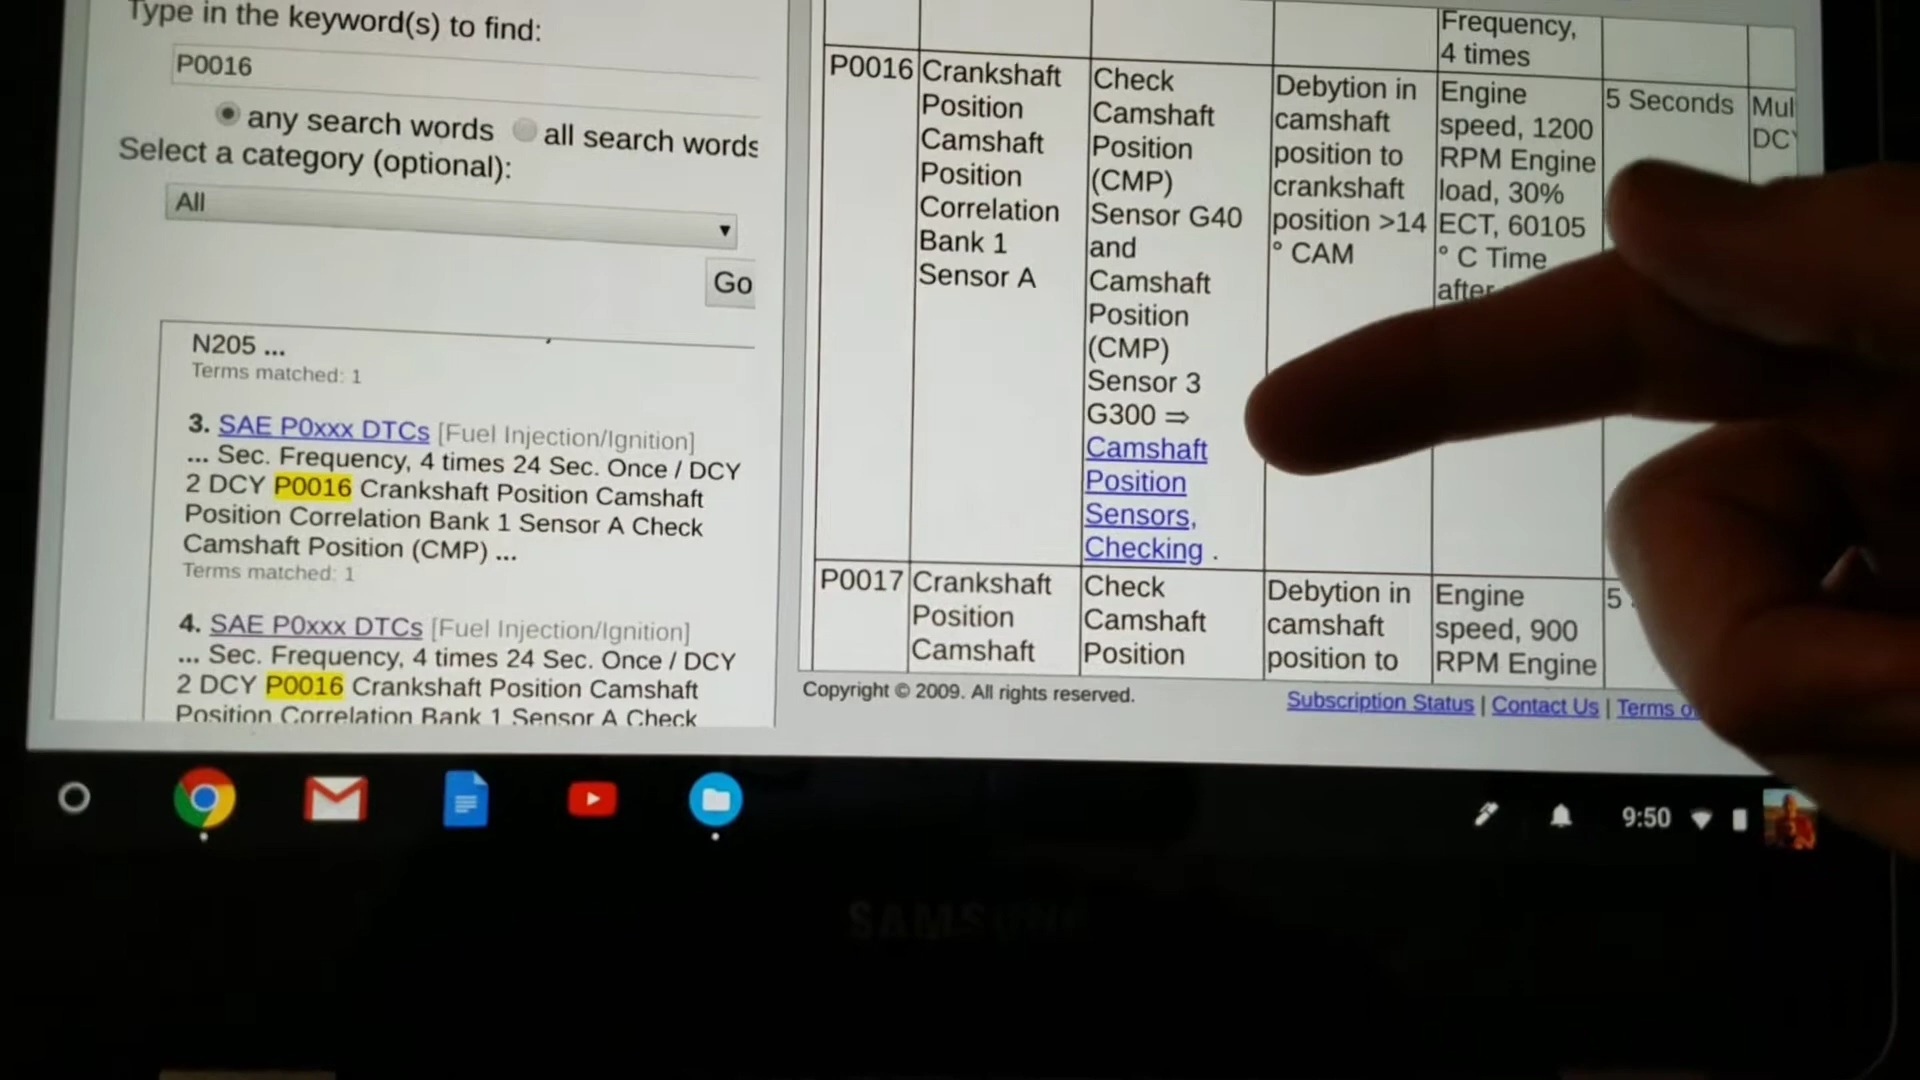 Type in the keyword(s) to find:
P0016
any search words all search words
Select a category (optional):
All
Go
N205 ...
Terms matched: 1
3. SAE P0xxx DTCs [Fuel Injection/Ignition]
... Sec. Frequency, 4 times 24 Sec. Once / DCY
2 DCY P0016 Crankshaft Position Camshaft
Position Correlation Bank 1 Sensor A Check
Camshaft Position (CMP) ...
Terms matched: 1
4. SAE P0xxx DTCs [Fuel Injection/Ignition]
... Sec. Frequency, 4 times 24 Sec. Once / DCY
2 DCY P0016 Crankshaft Position Camshaft
Position Correlation Bank 1 Sensor A Check
Frequency,
4 times
P0016
Crankshaft
Position
Camshaft
Position
Correlation
Bank 1
Sensor A
Check
Camshaft
Position
(CMP)
Sensor G40
and
Camshaft
Position
(CMP)
Sensor 3
G300 ⇒
Camshaft
Position
Sensors,
Checking .
Debytion in
camshaft
position to
crankshaft
position >14
° CAM
Engine
speed, 1200
RPM Engine
load, 30%
ECT, 60105
° C Time
after
5 Seconds
P0017
Crankshaft
Position
Camshaft
Check
Camshaft
Position
Debytion in
camshaft
position to
Engine
speed, 900
RPM Engine
5
Copyright © 2009. All rights reserved.
Subscription Status | Contact Us | Terms
9:50
SAMSUNG